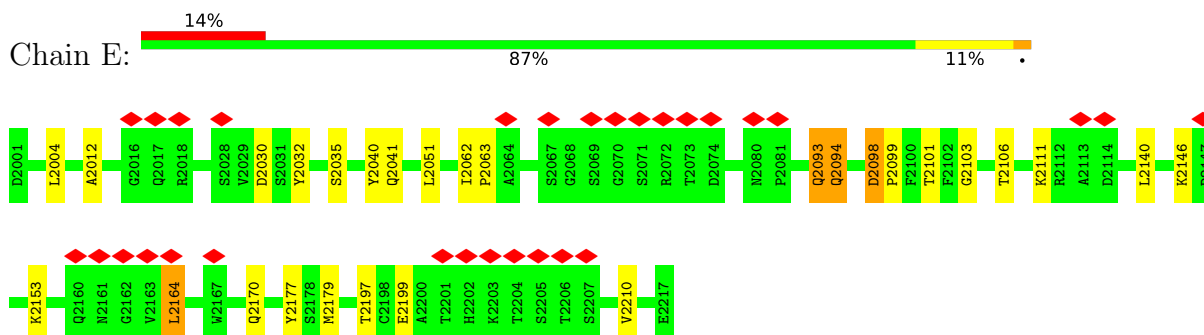 14%
Chain E:
87% 11% •
D2001 L2004 A2012 G2016 Q2017 R2018 S2028 V2029 D2030 S2031 Y2032 S2035 Y2040 Q2041 L2051 I2062 P2063 A2064 S2067 G2068 S2069 G2070 S2071 R2072 T2073 D2074 N2080 P2081 Q2093 Q2094 D2098 P2099 F2100 T2101 F2102 G2103 T2106 K2111 R2112 A2113 D2114 L2140 K2146
K2153 Q2160 N2161 G2162 V2163 L2164 W2167 Q2170 Y2177 S2178 M2179 T2197 C2198 E2199 A2200 T2201 H2202 K2203 T2204 S2205 T2206 S2207 V2210 E2217